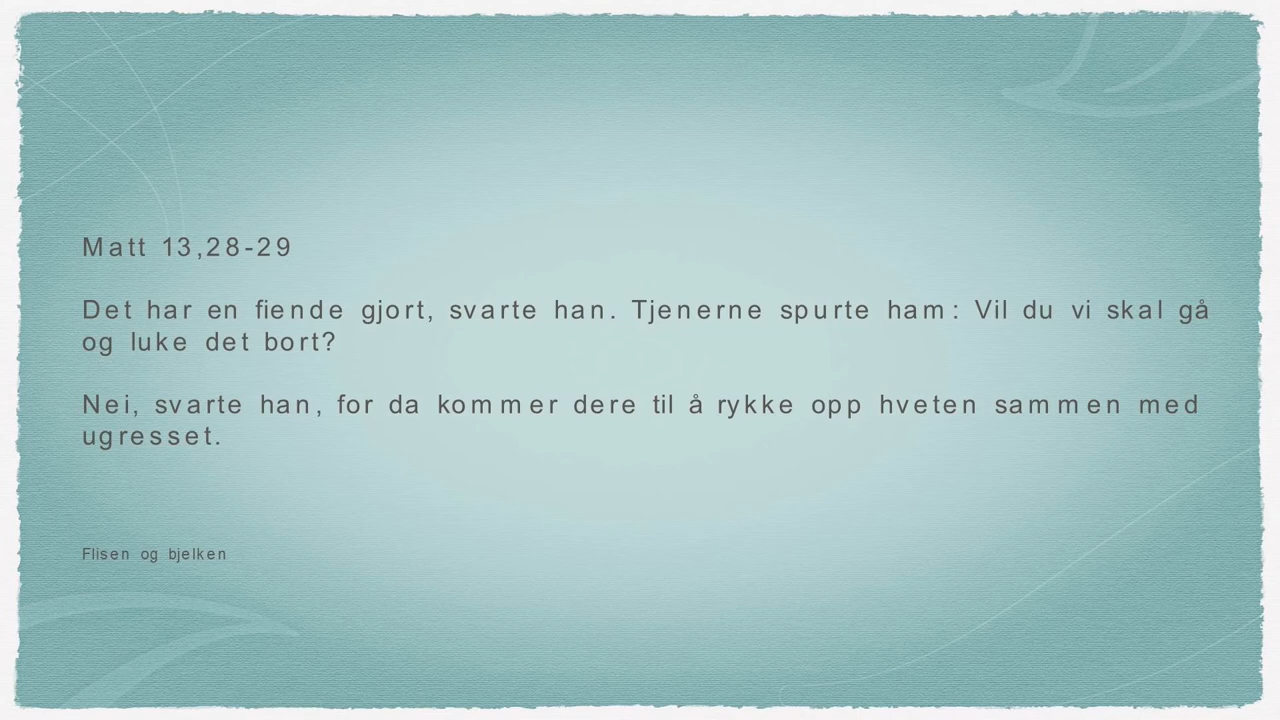 Matt 13,28-29
Det har en fiende gjort, svarte han. Tjenerne spurte ham: Vil du vi skal gå
og luke det bort?
Nei, svarte han, for da kommer dere til å rykke opp hveten sammen med
ugresset.
Flisen og bjelken